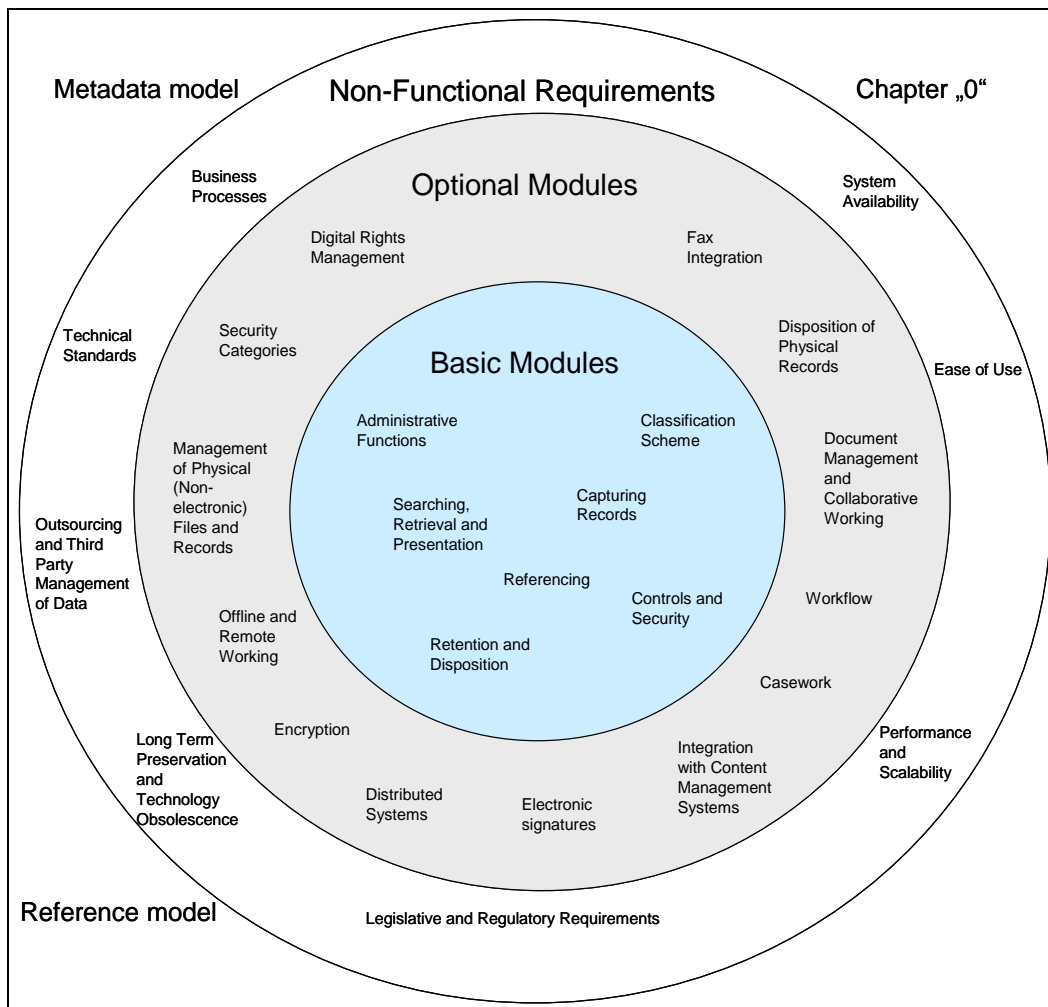 Metadata model
Non-Functional Requirements
Chapter „0“
Business
Processes
System
Availability
Optional Modules
Digital Rights
Management
Fax
Integration
Technical
Standards
Security
Categories
Disposition of
Physical
Records
Ease of Use
Basic Modules
Administrative
Functions
Classification
Scheme
Management
of Physical
(Non-
electronic)
Files and
Records
Document
Management
and
Collaborative
Working
Searching,
Retrieval and
Presentation
Capturing
Records
Outsourcing
and Third
Party
Management
of Data
Referencing
Controls and
Security
Workflow
Offline and
Remote
Working
Retention and
Disposition
Casework
Encryption
Long Term
Preservation
and
Technology
Obsolescence
Performance
and
Scalability
Integration
with Content
Management
Systems
Distributed
Systems
Electronic
signatures
Reference model
Legislative and Regulatory Requirements